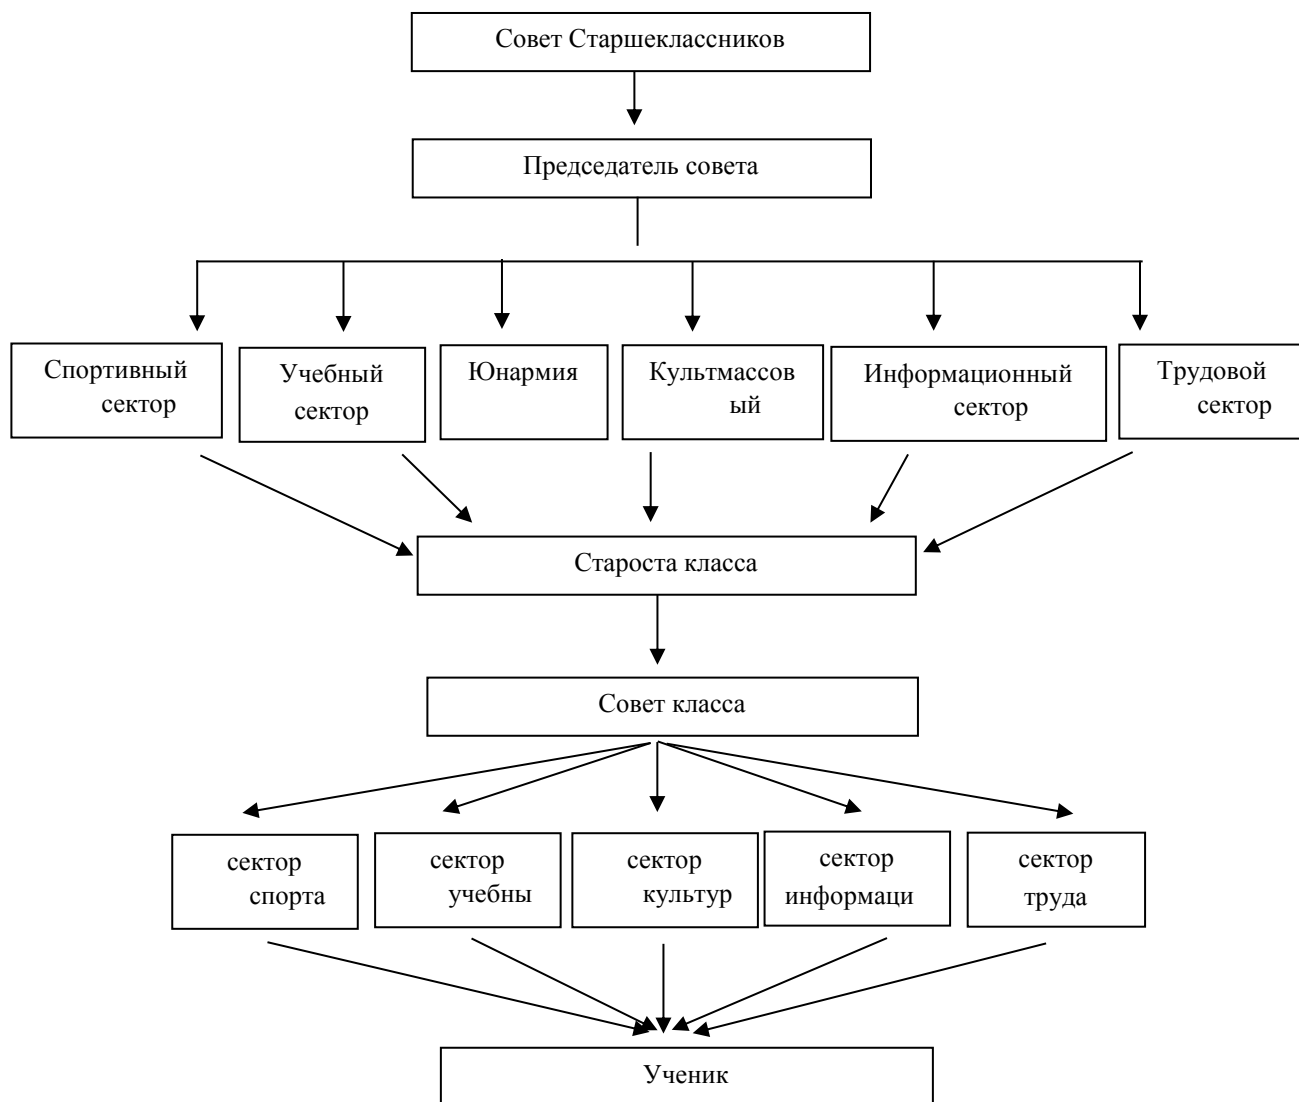 Совет Старшеклассников
Председатель совета
Спортивный
сектор
Учебный
сектор
Юнармия
Культмассов
ый
Информационный
сектор
Трудовой
сектор
Староста класса
Совет класса
сектор
спорта
сектор
учебны
сектор
культур
сектор
информаци
сектор
труда
Ученик